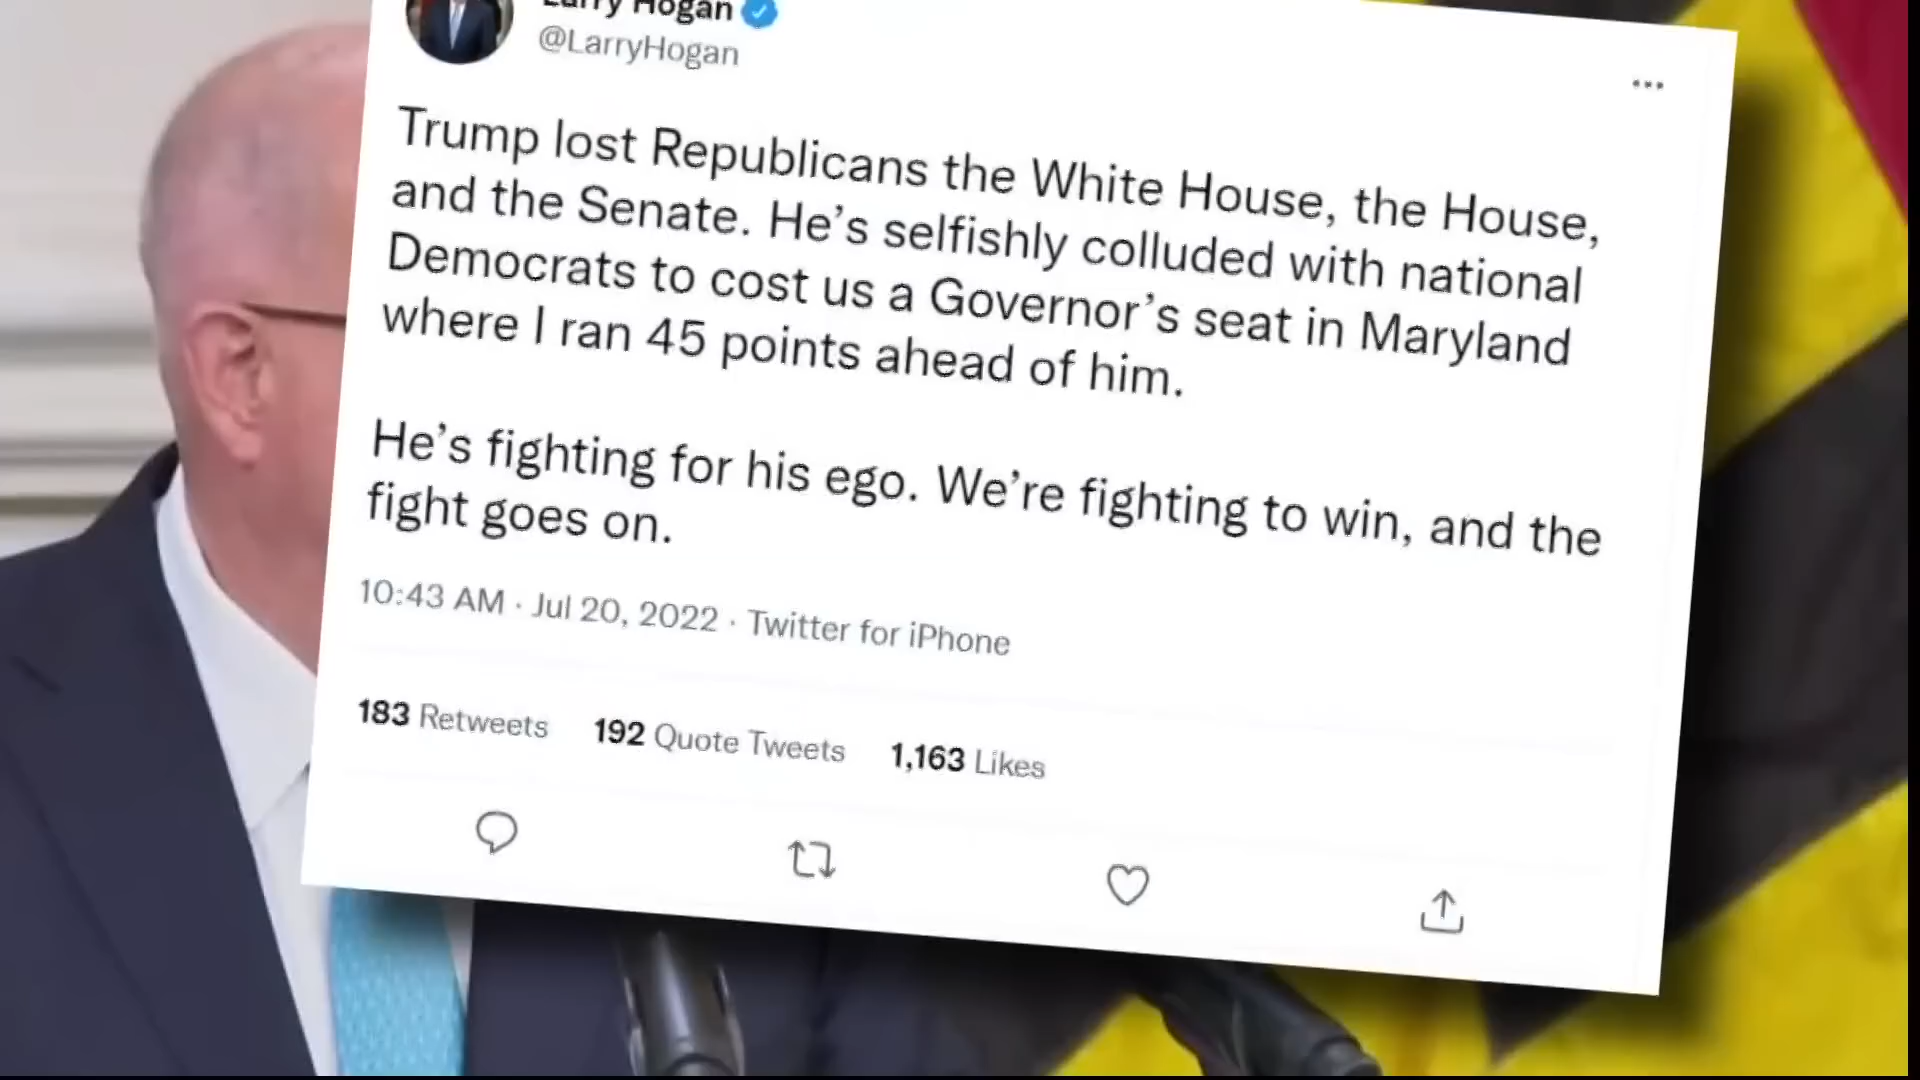 Larry Hogan
@LarryHogan
Trump lost Republicans the White House, the House,
and the Senate. He's selfishly colluded with national
Democrats to cost us a Governor's seat in Maryland
where I ran 45 points ahead of him.
He's fighting for his ego. We're fighting to win, and the
fight goes on.
10:43 AM · Jul 20, 2022 · Twitter for iPhone
183 Retweets 192 Quote Tweets 1,163 Likes